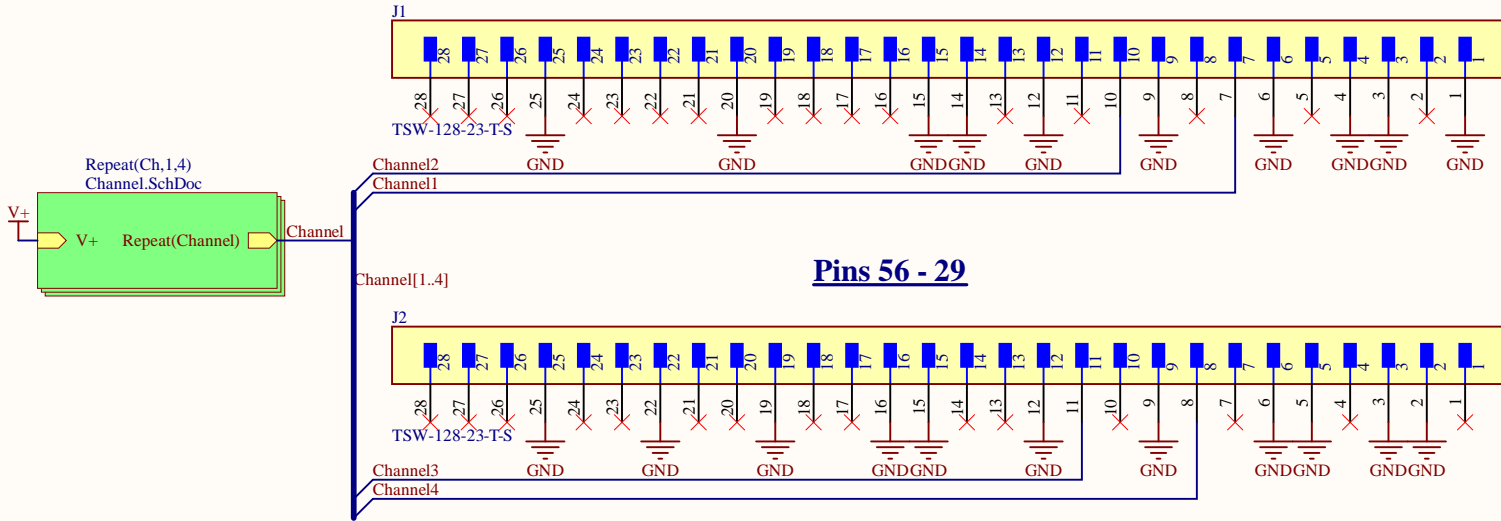 J1
28 27 26 25 24 23 22 21 20 19 18 17 16 15 14 13 12 11 10 9 8 7 6 5 4 3 2 1
28 27 26 25 24 23 22 21 20 19 18 17 16 15 14 13 12 11 10 9 8 7 6 5 4 3 2 1
TSW-128-23-T-S
GND GND GND GND GND GND GND GND GND GND
Repeat(Ch,1,4)
Channel.SchDoc
V+
V+ Repeat(Channel)
Channel2
Channel1
Channel
Channel[1..4]
Pins 56 - 29
J2
28 27 26 25 24 23 22 21 20 19 18 17 16 15 14 13 12 11 10 9 8 7 6 5 4 3 2 1
28 27 26 25 24 23 22 21 20 19 18 17 16 15 14 13 12 11 10 9 8 7 6 5 4 3 2 1
TSW-128-23-T-S
GND GND GND GND GND GND GND GND GND GND GND
Channel3
Channel4